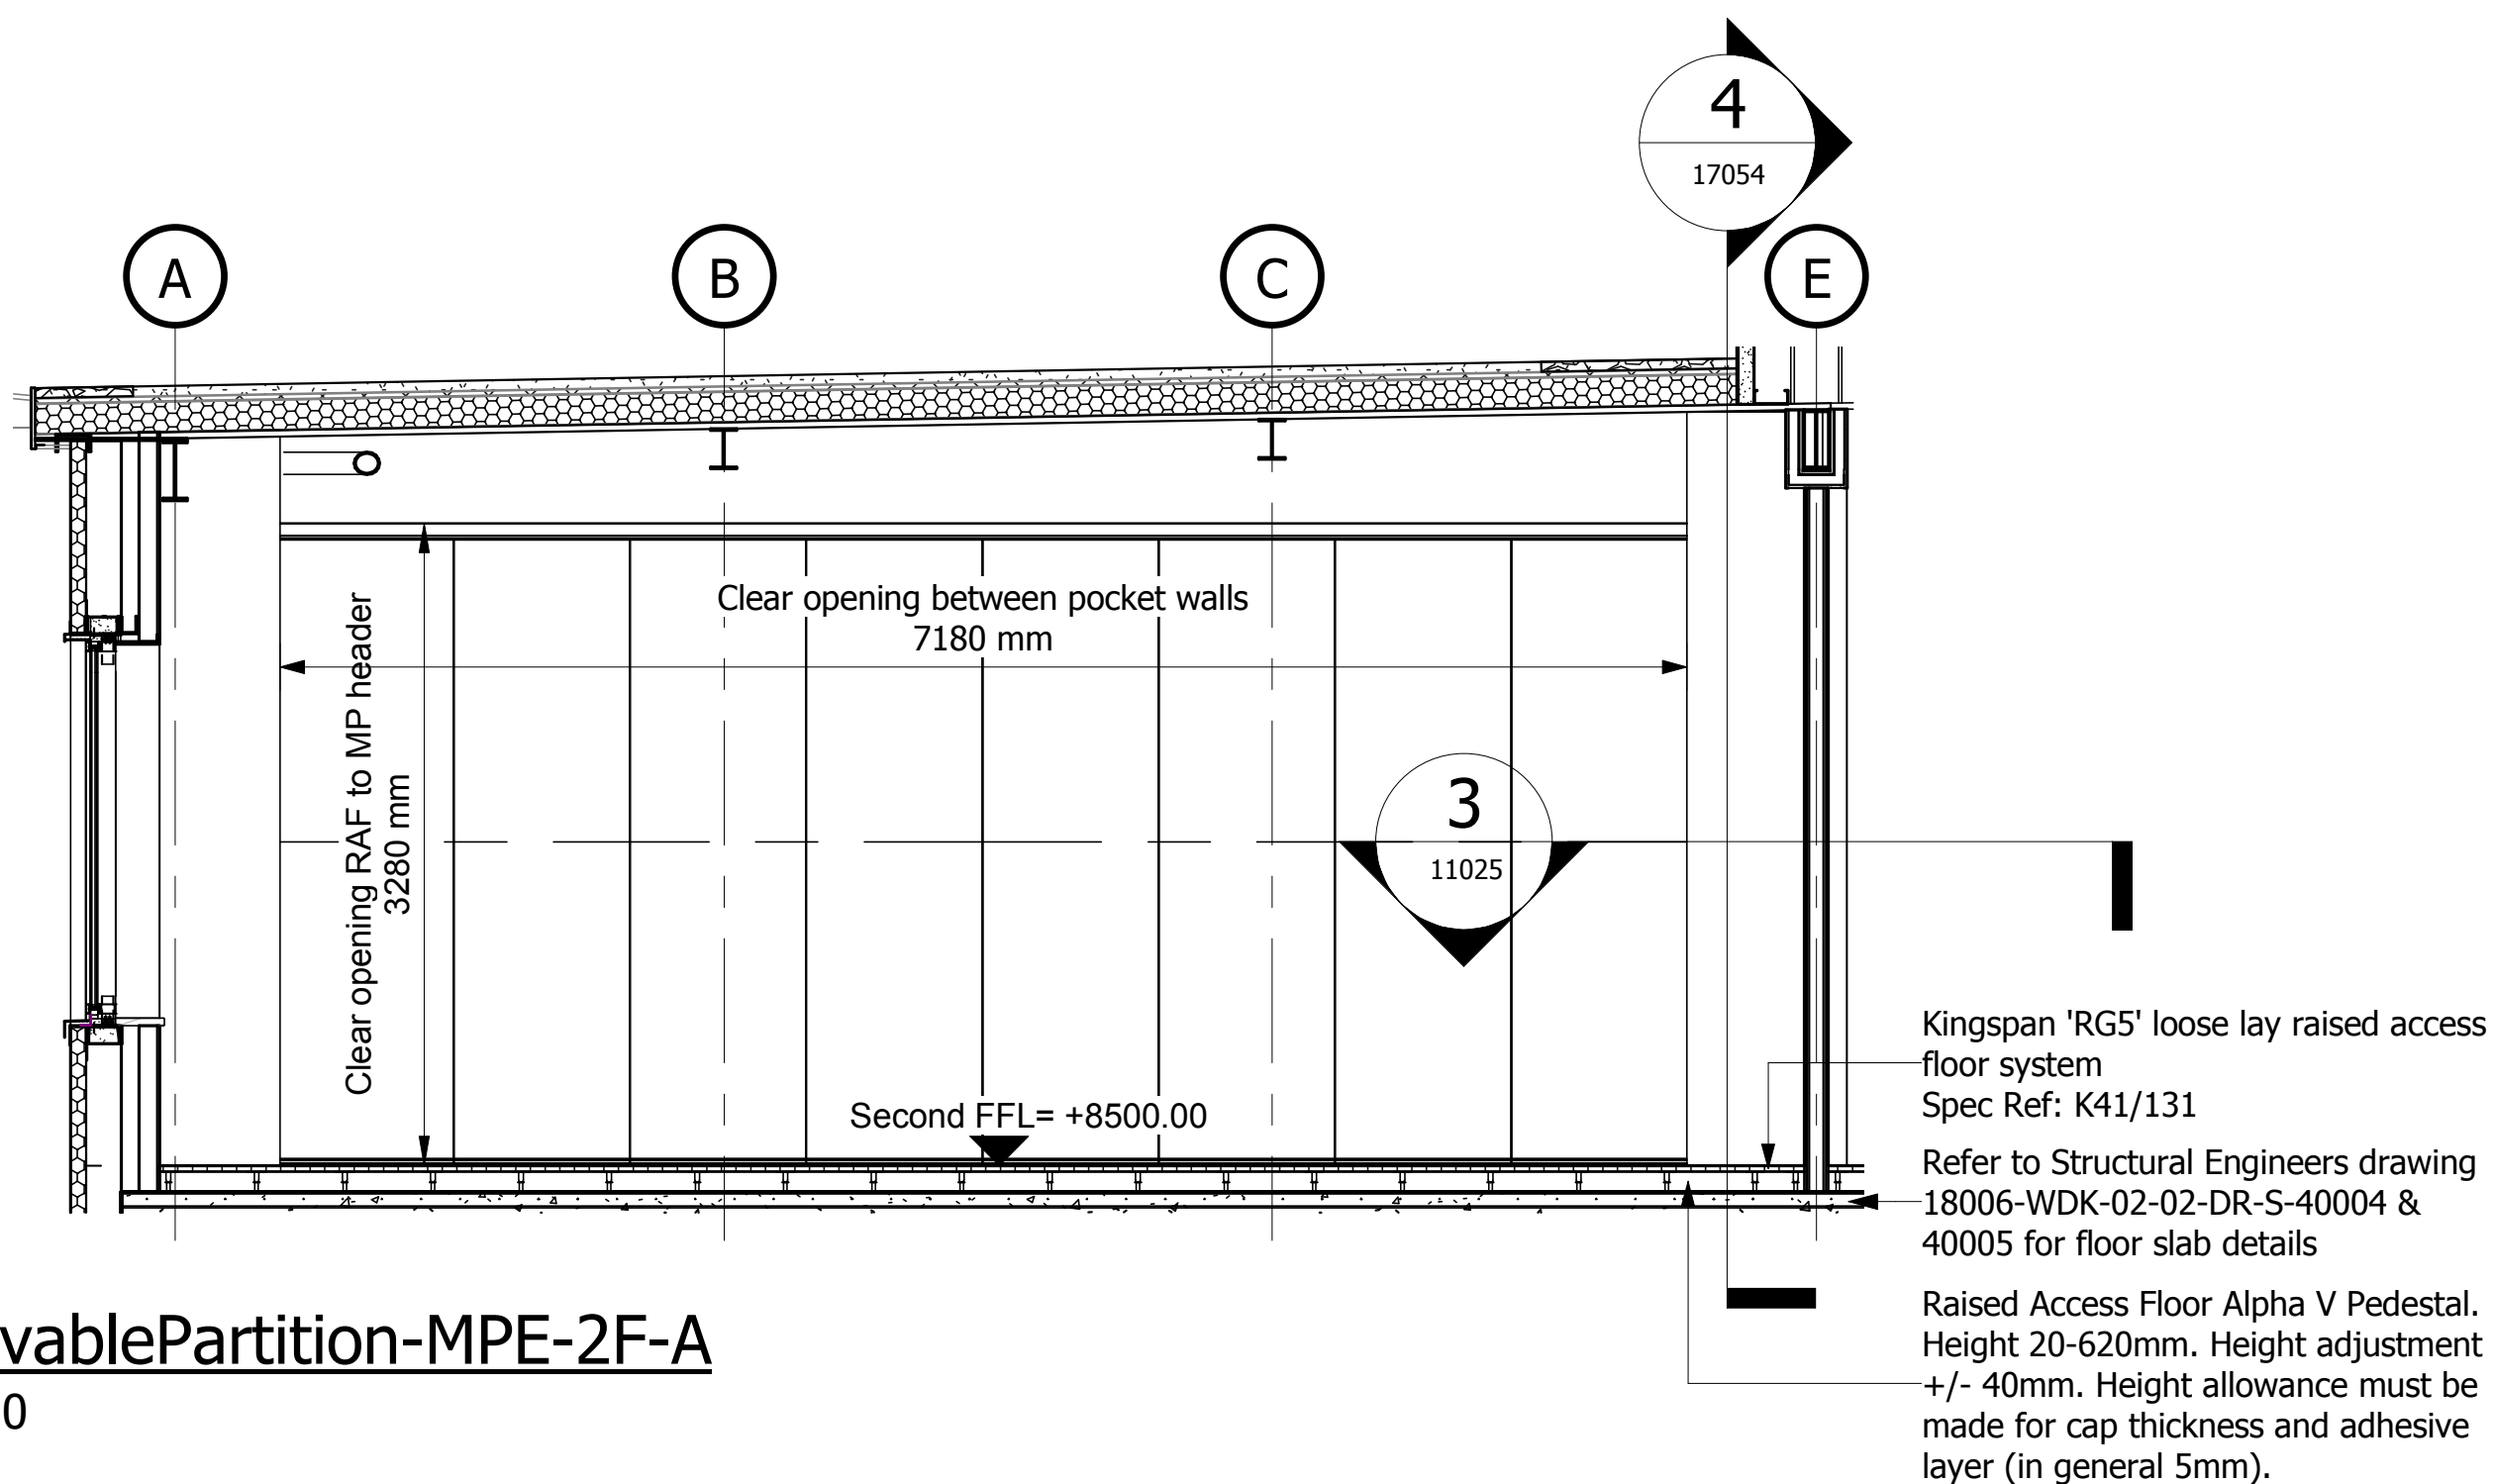 4
17054
A
B
C
E
Clear opening between pocket walls
7180 mm
Clear opening RAF to MP header
3280 mm
3
11025
Second FFL= +8500.00
Kingspan 'RG5' loose lay raised access
floor system
Spec Ref: K41/131
Refer to Structural Engineers drawing
18006-WDK-02-02-DR-S-40004 &
40005 for floor slab details
Raised Access Floor Alpha V Pedestal.
Height 20-620mm. Height adjustment
+/- 40mm. Height allowance must be
made for cap thickness and adhesive
layer (in general 5mm).
vablePartition-MPE-2F-A
0